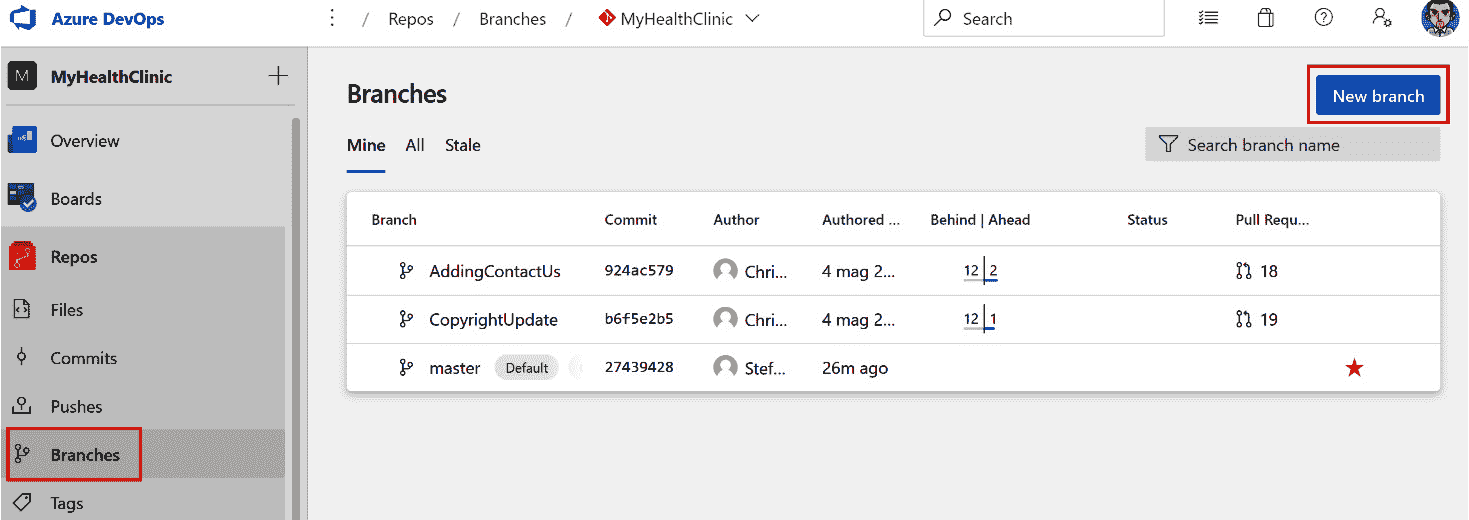 Azure DevOps
/ Repos / Branches / MyHealthClinic
Search
M MyHealthClinic
Overview
Boards
Repos
Files
Commits
Pushes
Branches
Tags
Branches
New branch
Mine All Stale
Search branch name
Branch Commit Author Authored ... Behind | Ahead Status Pull Requ...
AddingContactUs 924ac579 Chri... 4 mag 2... 12 2 18
CopyrightUpdate b6f5e2b5 Chri... 4 mag 2... 12 1 19
master Default 27439428 Stef... 26m ago